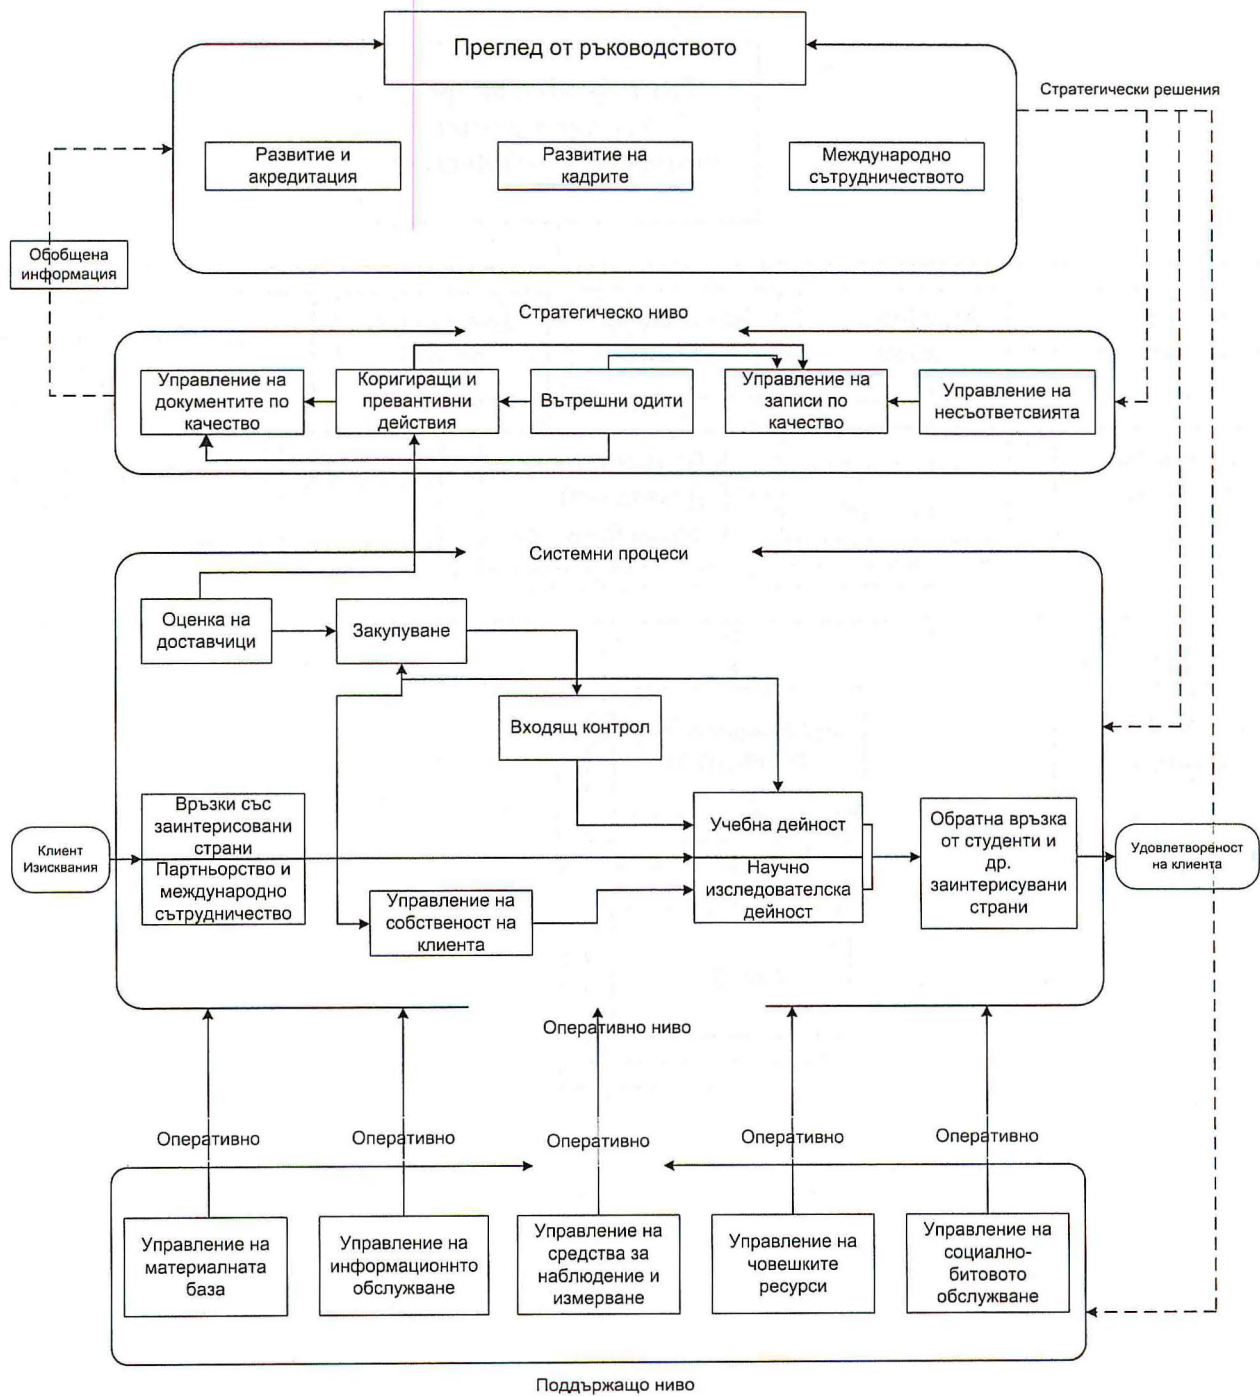 Преглед от ръководството
Стратегически решения
Развитие и
акредитация
Развитие на
кадрите
Международно
сътрудничеството
Обобщена
информация
Стратегическо ниво
Управление на
документите по
качество
Коригиращи и
превантивни
действия
Вътрешни одити
Управление на
записи по
качество
Управление на
несъответсвията
Системни процеси
Оценка на
доставчици
Закупуване
Входящ контрол
Клиент
Изисквания
Връзки със
заинтерисовани
страни
Партньорство и
международно
сътрудничество
Управление на
собственост на
клиента
Учебна дейност
Научно
изследователска
дейност
Обратна връзка
от студенти и
др.
заинтерисувани
страни
Удовлетвореност
на клиента
Оперативно ниво
Оперативно
Оперативно
Оперативно
Оперативно
Оперативно
Управление на
материалната
база
Управление на
информационнто
обслужване
Управление на
средства за
наблюдение и
измерване
Управление на
човешките
ресурси
Управление на
социално-
битовото
обслужване
Поддържащо ниво